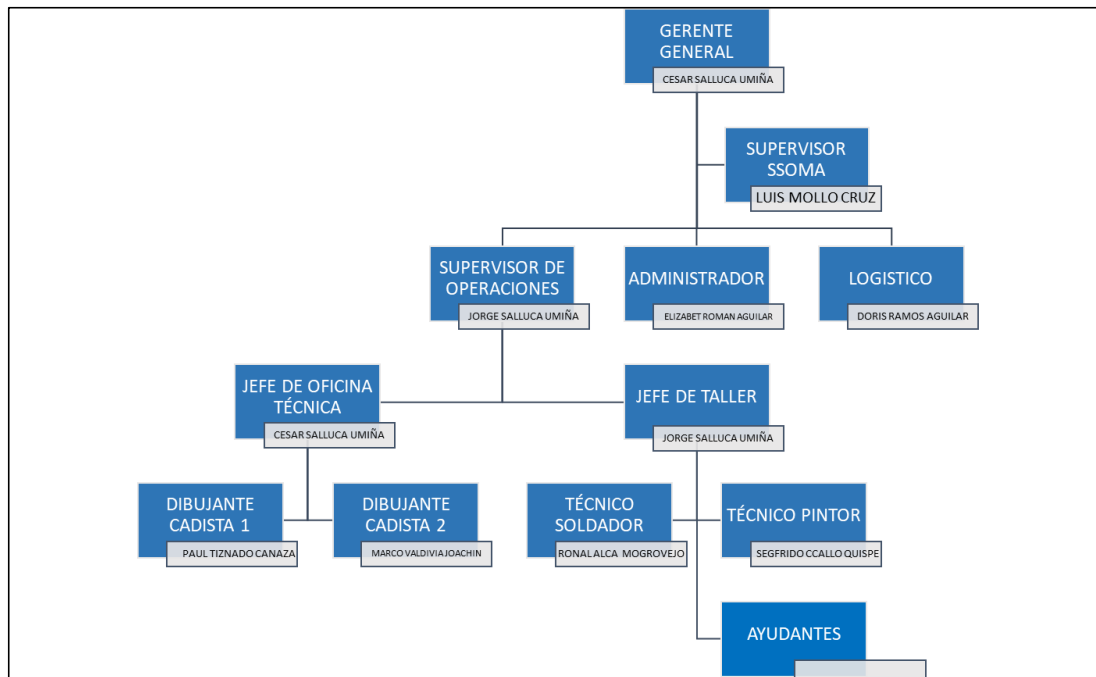 GERENTE
GENERAL
CESAR SALLUCA UMIÑA
SUPERVISOR
SSOMA
LUIS MOLLO CRUZ
SUPERVISOR DE
OPERACIONES
JORGE SALLUCA UMIÑA
ADMINISTRADOR
ELIZABET ROMAN AGUILAR
LOGISTICO
DORIS RAMOS AGUILAR
JEFE DE OFICINA
TÉCNICA
CESAR SALLUCA UMIÑA
JEFE DE TALLER
JORGE SALLUCA UMIÑA
DIBUJANTE
CADISTA 1
PAUL TIZNADO CANAZA
DIBUJANTE
CADISTA 2
MARCO VALDIVIA JOACHIN
TÉCNICO
SOLDADOR
RONAL ALCA MOGROVEJO
TÉCNICO PINTOR
SEGFRIDO CCALLO QUISPE
AYUDANTES